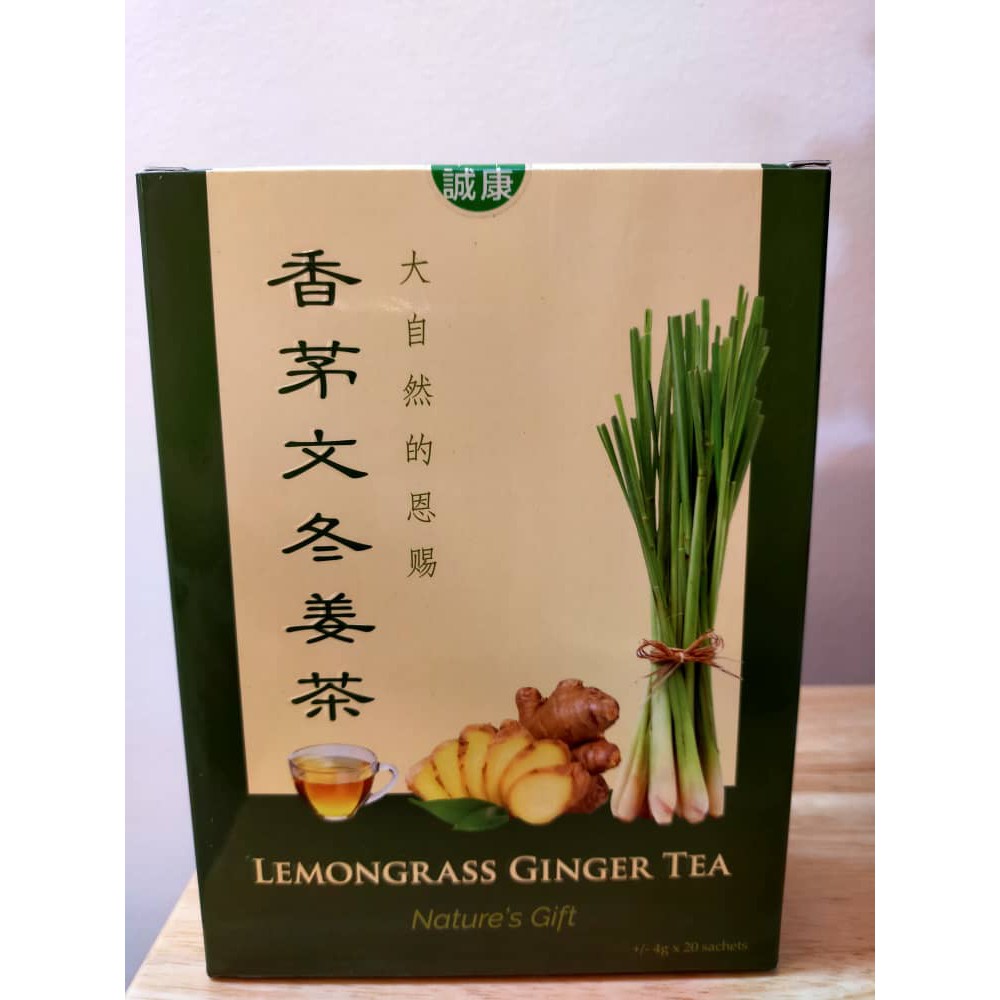 誠康
香茅文冬姜茶
大自然的恩赐
LEMONGRASS GINGER TEA
Nature's Gift
+/- 4g x 20 sachets